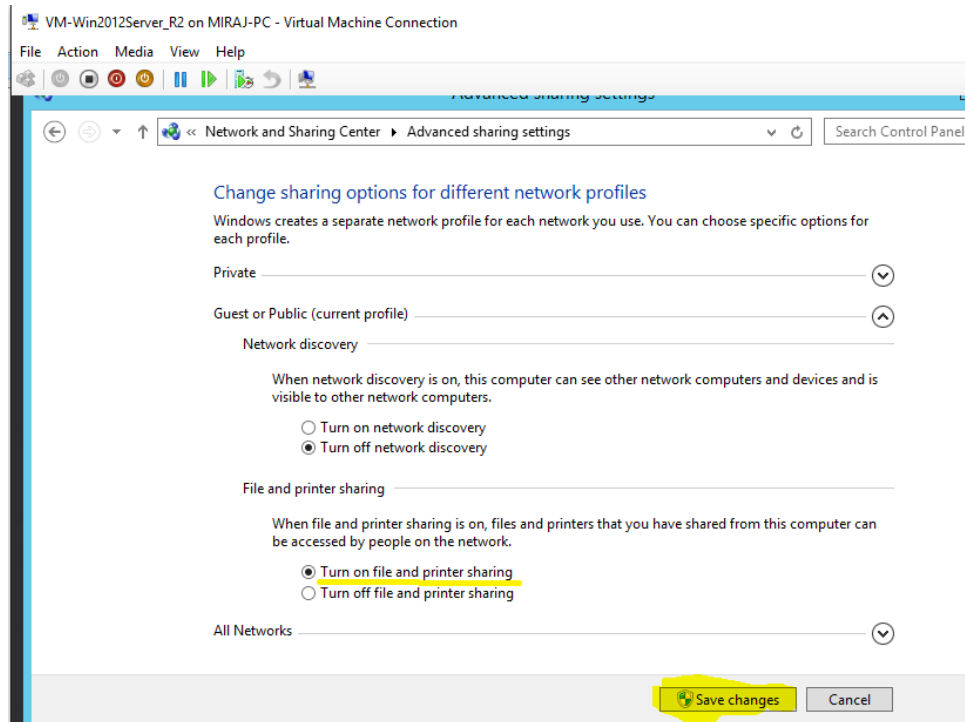 VM-Win2012Server_R2 on MIRAJ-PC - Virtual Machine Connection
File Action Media View Help
Advanced sharing settings
« Network and Sharing Center Advanced sharing settings
Search Control Panel
Change sharing options for different network profiles
Windows creates a separate network profile for each network you use. You can choose specific options for
each profile.
Private
Guest or Public (current profile)
Network discovery
When network discovery is on, this computer can see other network computers and devices and is
visible to other network computers.
Turn on network discovery
Turn off network discovery
File and printer sharing
When file and printer sharing is on, files and printers that you have shared from this computer can
be accessed by people on the network.
Turn on file and printer sharing
Turn off file and printer sharing
All Networks
Save changes Cancel